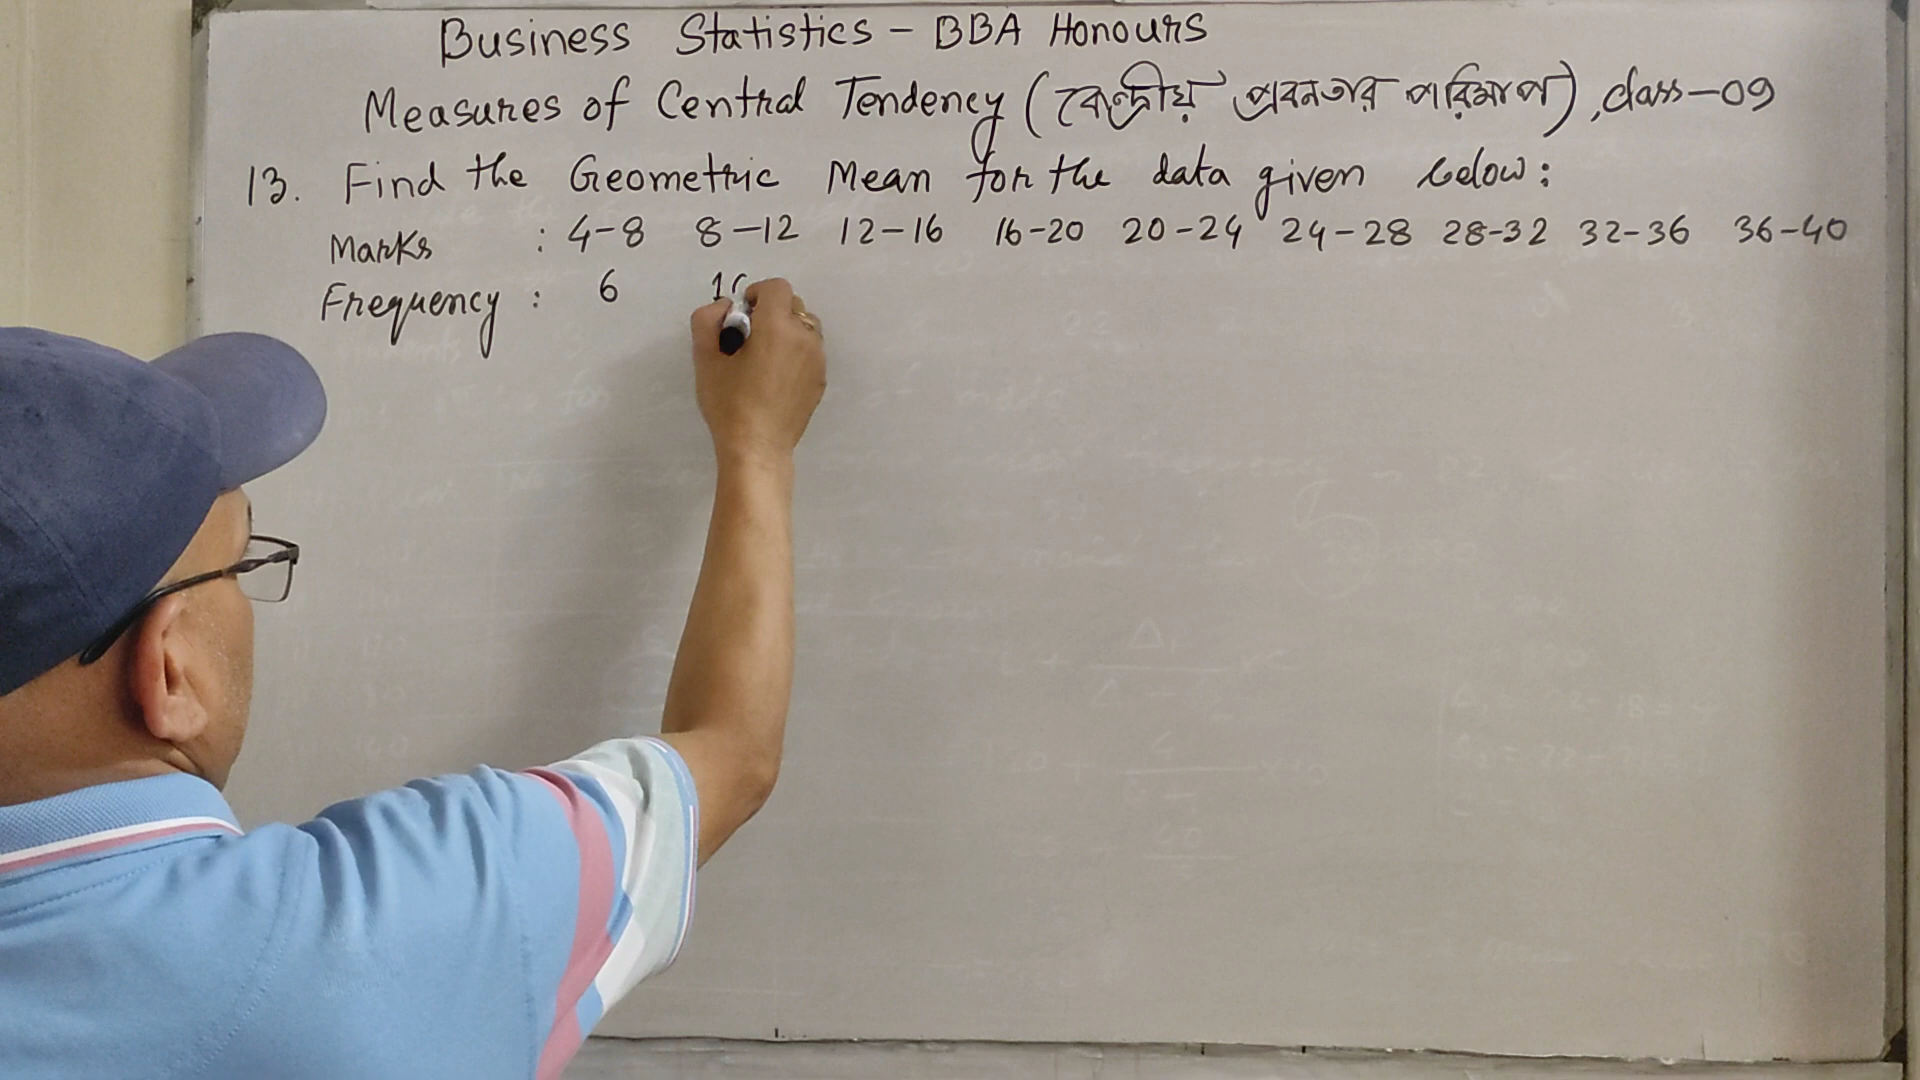 Business Statistics - BBA Honours
Measures of Central Tendency (কেন্দ্রীয় প্রবনতার পরিমাপ), class-09
13. Find the Geometric Mean for the data given below:
Marks : 4-8 8-12 12-16 16-20 20-24 24-28 28-32 32-36 36-40
Frequency : 6